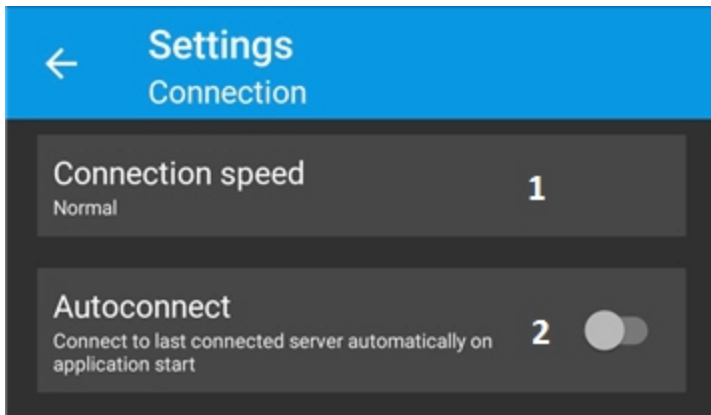 Settings
Connection
Connection speed
Normal
1
Autoconnect
Connect to last connected server automatically on
application start
2